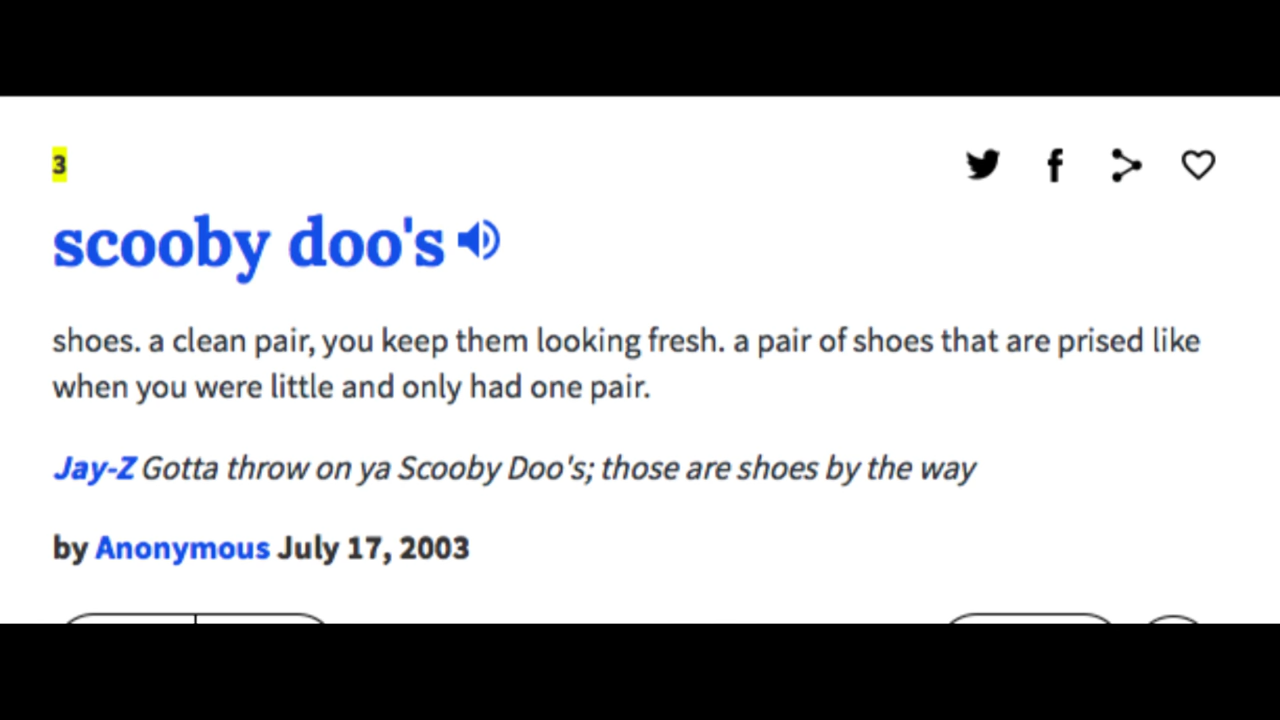 3
scooby doo's
shoes. a clean pair, you keep them looking fresh. a pair of shoes that are prised like
when you were little and only had one pair.
Jay-Z Gotta throw on ya Scooby Doo's; those are shoes by the way
by Anonymous July 17, 2003